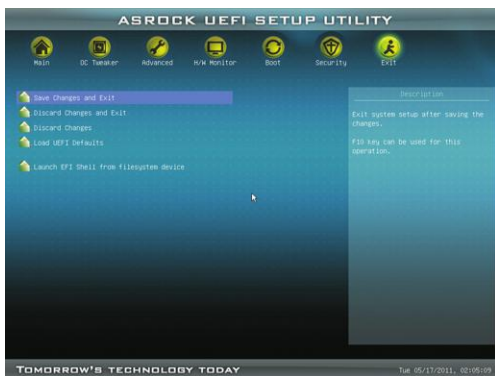 ASROCK UEFI SETUP UTILITY
Main OC Tweaker Advanced H/W Monitor Boot Security Exit
Save Changes and Exit
Discard Changes and Exit
Discard Changes
Load UEFI Defaults
Launch EFI Shell from filesystem device
Description
Exit system setup after saving the
changes.
F10 key can be used for this
operation.
TOMORROW'S TECHNOLOGY TODAY
Tue 05/17/2011, 02:05:09